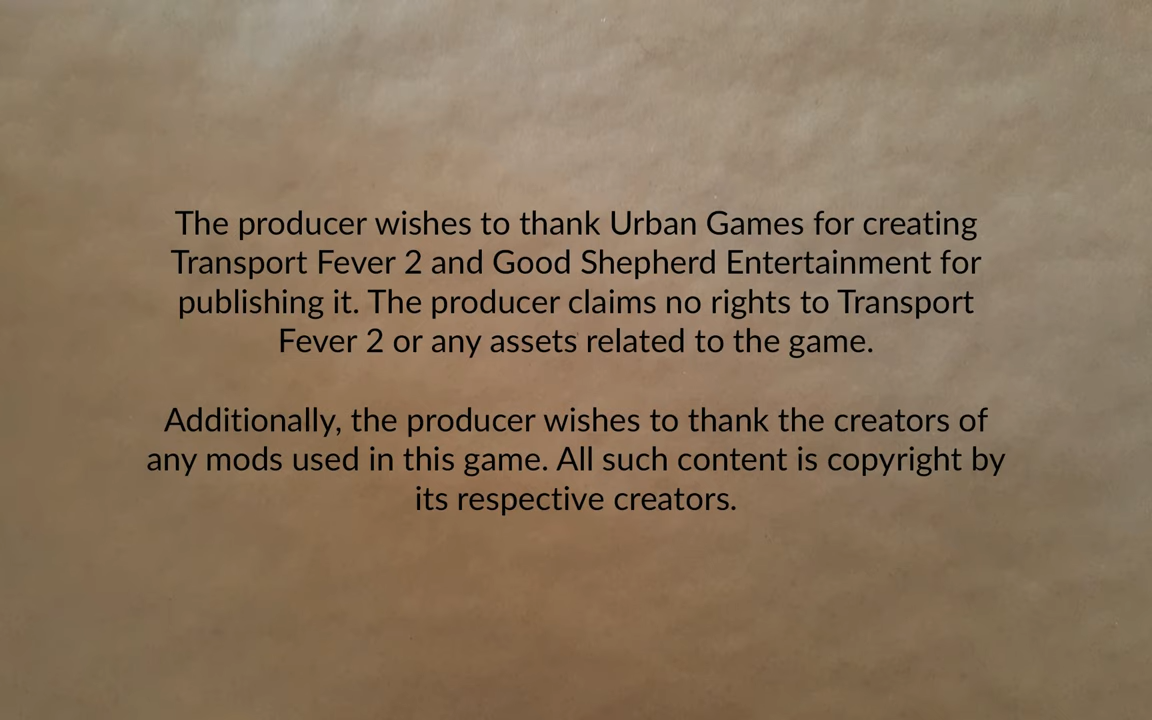 The producer wishes to thank Urban Games for creating
Transport Fever 2 and Good Shepherd Entertainment for
publishing it. The producer claims no rights to Transport
Fever 2 or any assets related to the game.
Additionally, the producer wishes to thank the creators of
any mods used in this game. All such content is copyright by
its respective creators.